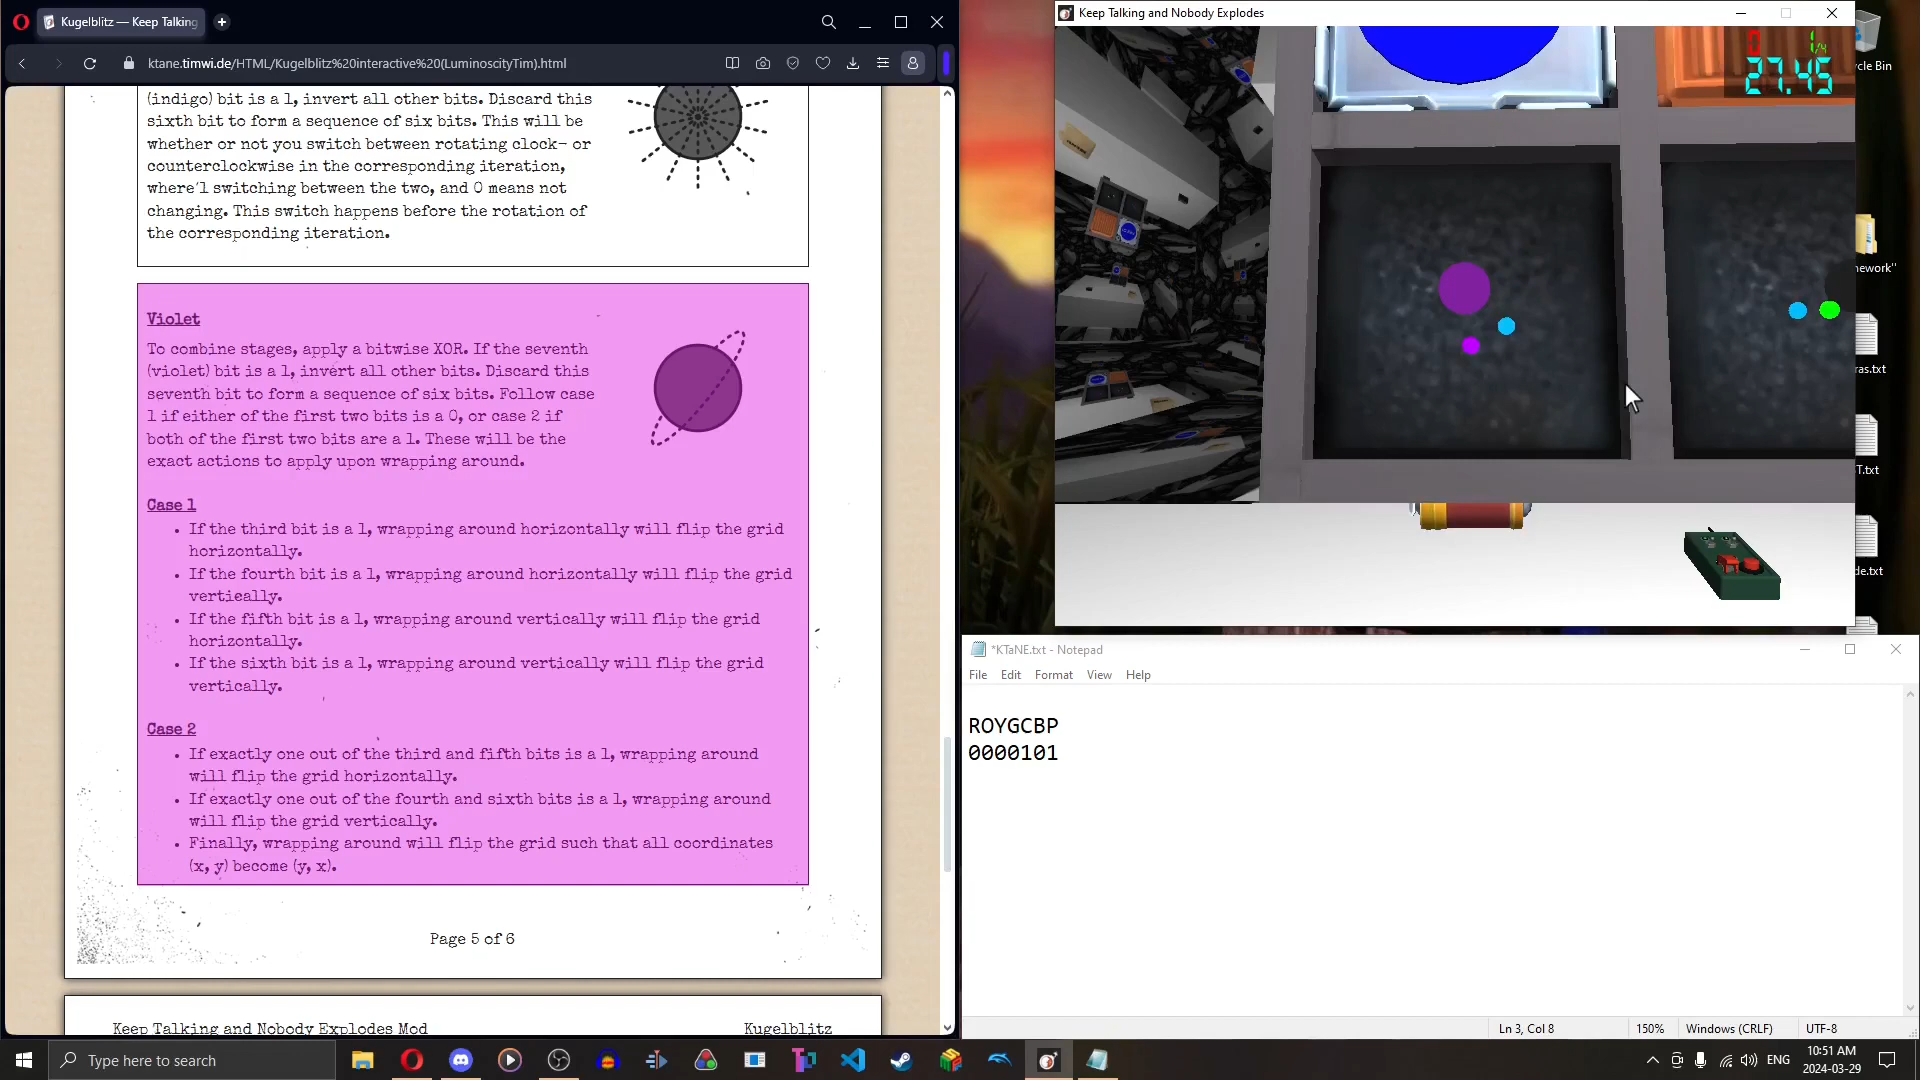 Kugelblitz — Keep Talking
ktane.timwi.de/HTML/Kugelblitz%20interactive%20(LuminoscityTim).html
(indigo) bit is a 1, invert all other bits. Discard this
sixth bit to form a sequence of six bits. This will be
whether or not you switch between rotating clock- or
counterclockwise in the corresponding iteration,
where 1 switching between the two, and 0 means not
changing. This switch happens before the rotation of
the corresponding iteration.
Violet
To combine stages, apply a bitwise XOR. If the seventh
(violet) bit is a 1, invert all other bits. Discard this
seventh bit to form a sequence of six bits. Follow case
1 if either of the first two bits is a 0, or case 2 if
both of the first two bits are a 1. These will be the
exact actions to apply upon wrapping around.
Case 1
• If the third bit is a 1, wrapping around horizontally will flip the grid
horizontally.
• If the fourth bit is a 1, wrapping around horizontally will flip the grid
vertically.
• If the fifth bit is a 1, wrapping around vertically will flip the grid
horizontally.
• If the sixth bit is a 1, wrapping around vertically will flip the grid
vertically.
Case 2
• If exactly one out of the third and fifth bits is a 1, wrapping around
will flip the grid horizontally.
• If exactly one out of the fourth and sixth bits is a 1, wrapping around
will flip the grid vertically.
• Finally, wrapping around will flip the grid such that all coordinates
(x, y) become (y, x).
Page 5 of 6
Keep Talking and Nobody Explodes Mod
Kugelblitz
Keep Talking and Nobody Explodes
0 1/4
27.45
cle Bin
ework"
ras.txt
T.txt
de.txt
*KTaNE.txt - Notepad
File Edit Format View Help
ROYGCBP
0000101
Ln 3, Col 8
150%
Windows (CRLF)
UTF-8
Type here to search
ENG
10:51 AM
2024-03-29